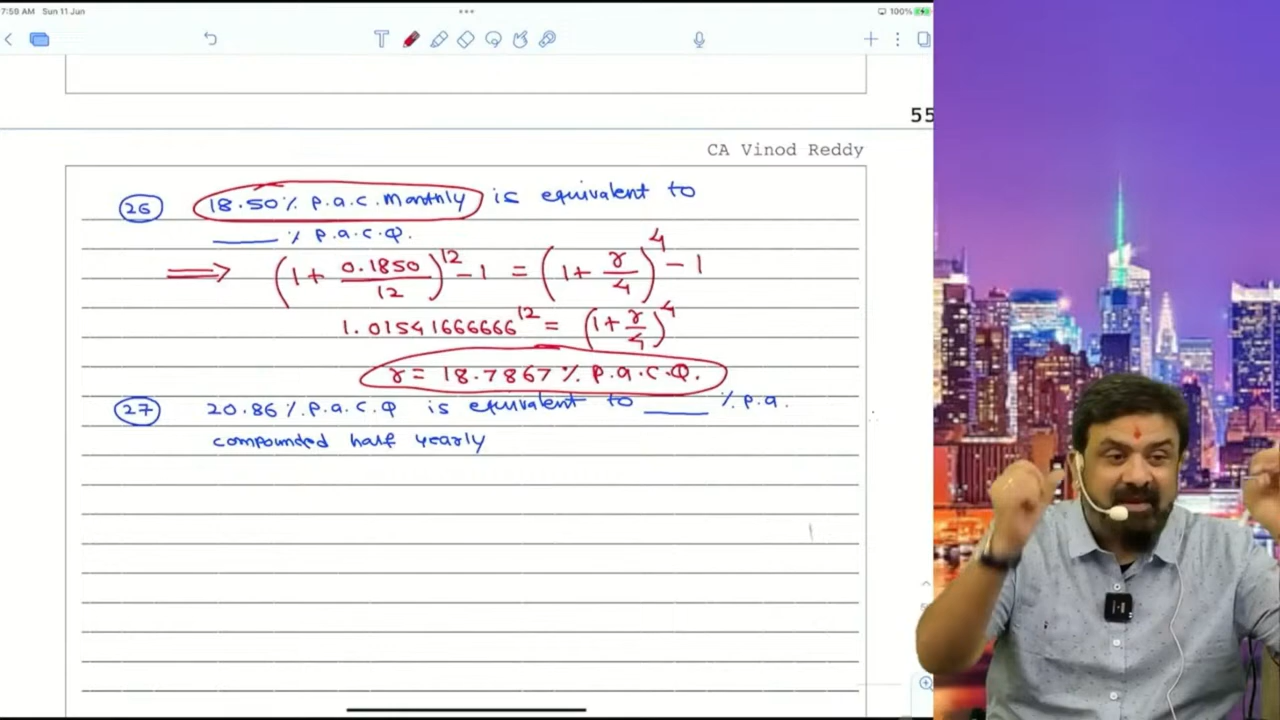 7:59 AM Sun 11 Jun
100%
T
55
CA Vinod Reddy
26 18.50% p.a.c. Monthly is equivalent to
____ % p.a.c.Q.
⟹ (1 + 0.1850/12)^12 - 1 = (1 + r/4)^4 - 1
1.01541666666^12 = (1 + r/4)^4
r = 18.7867% p.a.c.Q.
27 20.86% p.a.c.Q is equivalent to ____ % p.a.
compounded half yearly